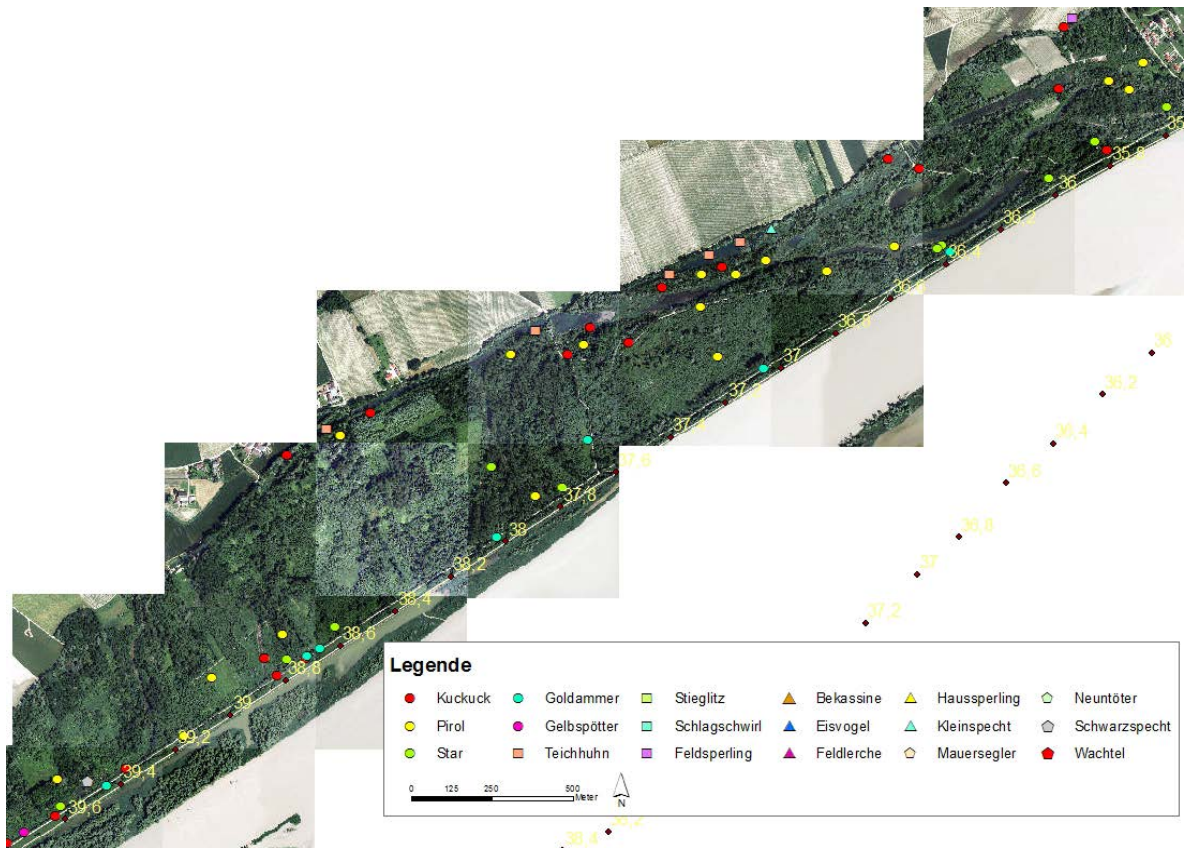 35
35,8
36
36,2
36,4
36,6
36,8
37
37,2
37,4
37,6
37,8
38
38,2
38,4
38,6
38,8
39
39,2
39,4
39,6
36
36,2
36,4
36,6
36,8
37
37,2
38,2
38,4
Legende
Kuckuck
Goldammer
Stieglitz
Bekassine
Haussperling
Neuntöter
Pirol
Gelbspötter
Schlagschwirl
Eisvogel
Kleinspecht
Schwarzspecht
Star
Teichhuhn
Feldsperling
Feldlerche
Mauersegler
Wachtel
0 125 250 500
Meter
N